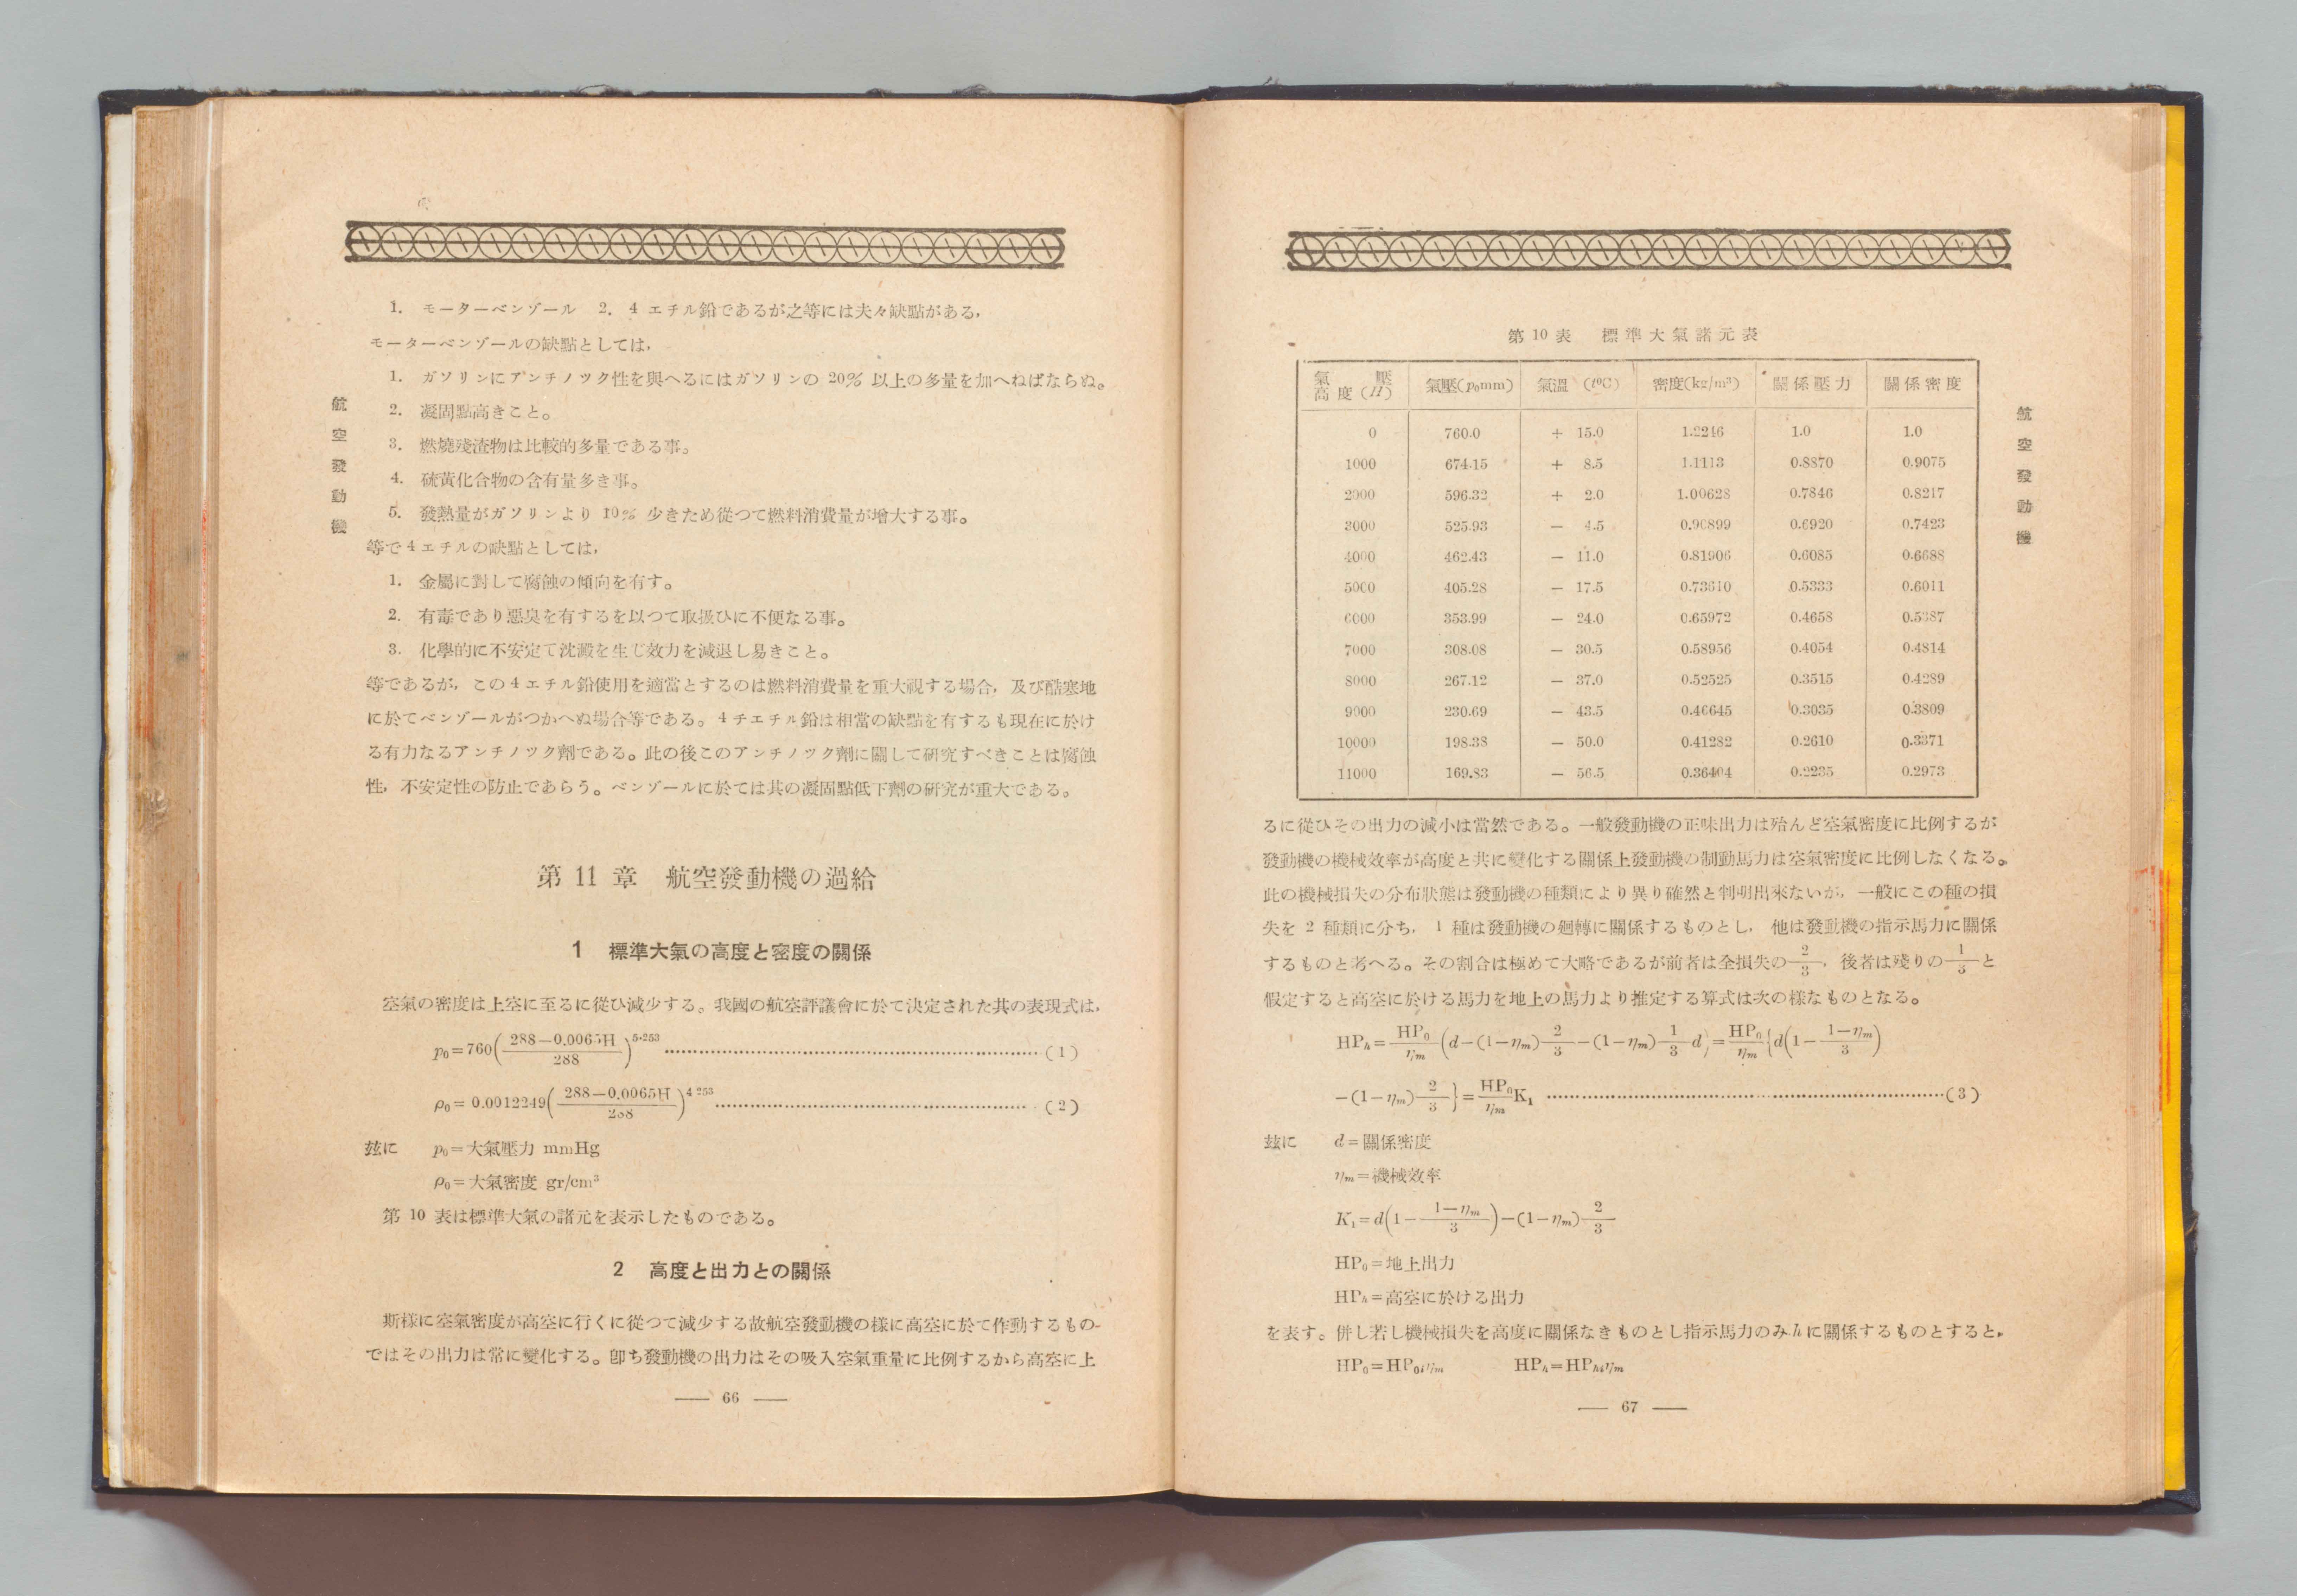 航空發動機
1. モーターベンゾール　2. 4エチル鉛であるが之等には夫々缺點がある,
モーターベンゾールの缺點としては,
1. ガソリンにアンチノツク性を與へるにはガソリンの 20% 以上の多量を加へねばならぬ。
2. 凝固點高きこと。
3. 燃燒殘渣物は比較的多量である事。
4. 硫黃化合物の含有量多き事。
5. 發熱量がガソリンより 10% 少きため從つて燃料消費量が增大する事。
等で4エチルの缺點としては,
1. 金屬に對して腐蝕の傾向を有す。
2. 有毒であり惡臭を有するを以つて取扱ひに不便なる事。
3. 化學的に不安定て沈澱を生じ效力を減退し易きこと。
等であるが, この4エチル鉛使用を適當とするのは燃料消費量を重大視する場合, 及び酷寒地
に於てベンゾールがつかへぬ場合等である。4チエチル鉛は相當の缺點を有するも現在に於け
る有力なるアンチノツク劑である。此の後このアンチノツク劑に關して硏究すべきことは腐蝕
性, 不安定性の防止であらう。ベンゾールに於ては其の凝固點低下劑の硏究が重大である。
第 11 章　航空發動機の過給
1　標準大氣の高度と密度の關係
空氣の密度は上空に至るに從ひ減少する。我國の航空評議會に於て決定された其の表現式は,
p₀=760(288−0.0065H/288)^5.253 ……(1)
ρ₀=0.0012249(288−0.0065H/288)^4.253 ……(2)
玆に　p₀=大氣壓力 mmHg
ρ₀=大氣密度 gr/cm³
第 10 表は標準大氣の諸元を表示したものである。
2　高度と出力との關係
斯樣に空氣密度が高空に行くに從つて減少する故航空發動機の樣に高空に於て作動するもの
ではその出力は常に變化する。卽ち發動機の出力はその吸入空氣重量に比例するから高空に上
— 66 —
第 10 表　標準大氣諸元表
氣壓高度(H)　氣壓(p₀mm)　氣溫 (t°C)　密度(kg/m³)　關係壓力　關係密度
0　760.0　+ 15.0　1.2246　1.0　1.0
1000　674.15　+ 8.5　1.1113　0.8870　0.9075
2000　596.32　+ 2.0　1.00628　0.7846　0.8217
3000　525.93　− 4.5　0.90899　0.6920　0.7423
4000　462.43　− 11.0　0.81906　0.6085　0.6688
5000　405.28　− 17.5　0.73610　0.5333　0.6011
6000　353.99　− 24.0　0.65972　0.4658　0.5387
7000　308.08　− 30.5　0.58956　0.4054　0.4814
8000　267.12　− 37.0　0.52525　0.3515　0.4289
9000　230.69　− 43.5　0.46645　0.3035　0.3809
10000　198.38　− 50.0　0.41282　0.2610　0.3371
11000　169.83　− 56.5　0.36404　0.2235　0.2973
航空發動機
るに從ひその出力の減小は當然である。一般發動機の正味出力は殆んど空氣密度に比例するが
發動機の機械效率が高度と共に變化する關係上發動機の制動馬力は空氣密度に比例しなくなる。
此の機械損失の分布狀態は發動機の種類により異り確然と判明出來ないが, 一般にこの種の損
失を 2 種類に分ち, 1 種は發動機の廻轉に關係するものとし, 他は發動機の指示馬力に關係
するものと考へる。その割合は極めて大略であるが前者は全損失の 2/3, 後者は殘りの 1/3 と
假定すると高空に於ける馬力を地上の馬力より推定する算式は次の樣なものとなる。
HPₕ=HP₀/ηm (d−(1−ηm)2/3−(1−ηm)1/3 d)=HP₀/ηm {d(1−(1−ηm)/3)
−(1−ηm)2/3}=HP₀/ηm K₁ ……(3)
玆に　d=關係密度
ηm=機械效率
K₁=d(1−(1−ηm)/3)−(1−ηm)2/3
HP₀=地上出力
HPₕ=高空に於ける出力
を表す。併し若し機械損失を高度に關係なきものとし指示馬力のみhに關係するものとすると,
HP₀=HP₀ᵢηm　　HPₕ=HPₕᵢηm
— 67 —